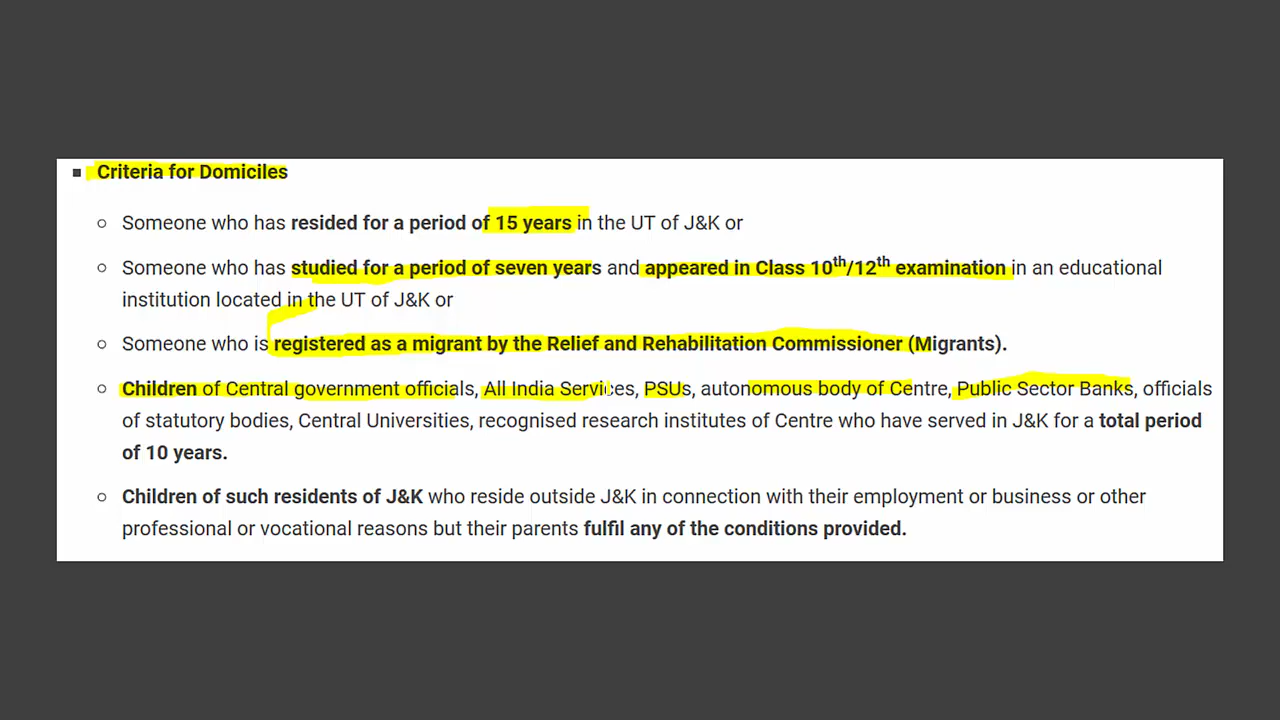 Criteria for Domiciles
Someone who has resided for a period of 15 years in the UT of J&K or
Someone who has studied for a period of seven years and appeared in Class 10th/12th examination in an educational
institution located in the UT of J&K or
Someone who is registered as a migrant by the Relief and Rehabilitation Commissioner (Migrants).
Children of Central government officials, All India Services, PSUs, autonomous body of Centre, Public Sector Banks, officials
of statutory bodies, Central Universities, recognised research institutes of Centre who have served in J&K for a total period
of 10 years.
Children of such residents of J&K who reside outside J&K in connection with their employment or business or other
professional or vocational reasons but their parents fulfil any of the conditions provided.